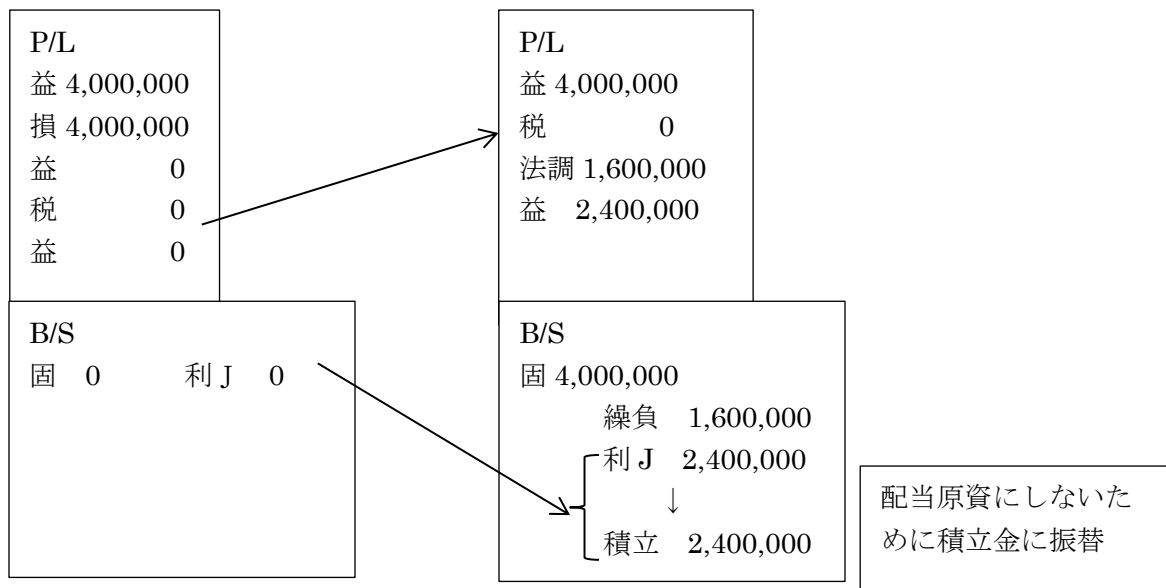 P/L
益 4,000,000
損 4,000,000
益 0
税 0
益 0
P/L
益 4,000,000
税 0
法調 1,600,000
益 2,400,000
B/S
固 0 利 J 0
B/S
固 4,000,000
繰負 1,600,000
利 J 2,400,000
↓
積立 2,400,000
配当原資にしないた
めに積立金に振替